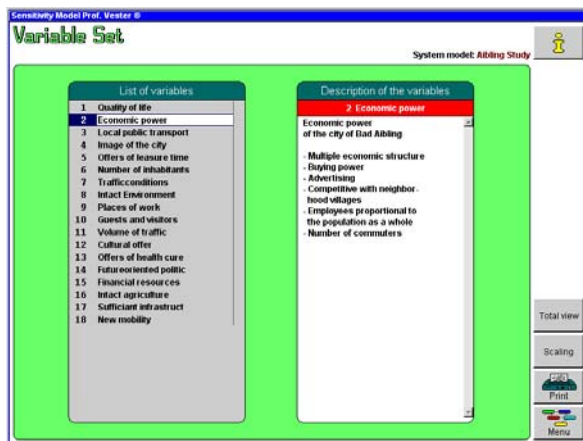 Sensitivity Model Prof. Vester ®
Variable Set
System model: Aibling Study
List of variables
1 Quality of life
2 Economic power
3 Local public transport
4 Image of the city
5 Offers of leasure time
6 Number of inhabitants
7 Trafficconditions
8 Intact Environment
9 Places of work
10 Guests and visitors
11 Volume of traffic
12 Cultural offer
13 Offers of health cure
14 Futureoriented politic
15 Financial resources
16 Intact agriculture
17 Sufficiant infrastruct
18 New mobility
Description of the variables
2 Economic power
Economic power
of the city of Bad Aibling
- Multiple economic structure
- Buying power
- Advertising
- Competitive with neighbor-
hood villages
- Employees proportional to
the population as a whole
- Number of commuters
Total view
Scaling
Print
Menu